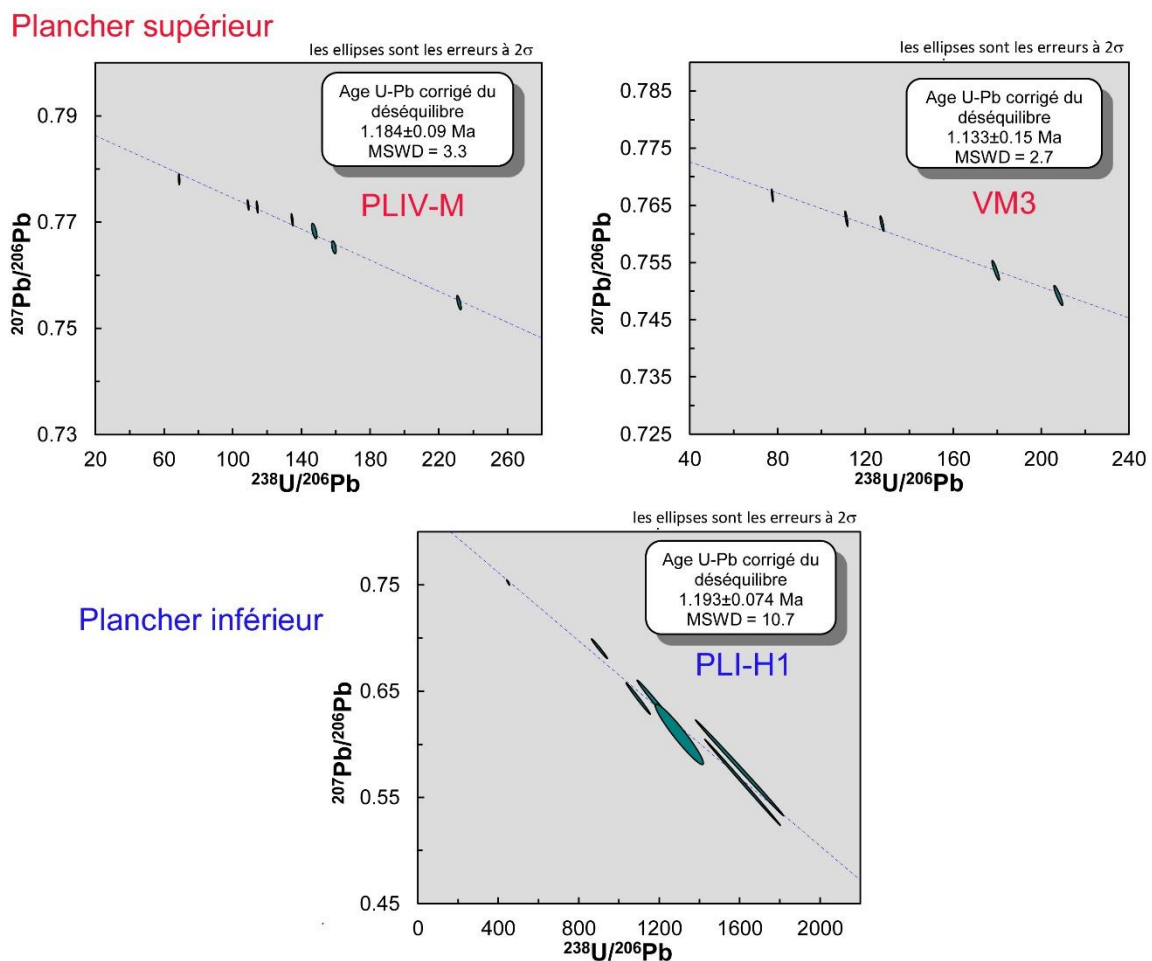 Plancher supérieur
les ellipses sont les erreurs à 2σ
Age U-Pb corrigé du
déséquilibre
1.184±0.09 Ma
MSWD = 3.3
PLIV-M
0.79
0.77
0.75
0.73
207Pb/206Pb
20 60 100 140 180 220 260
238U/206Pb
les ellipses sont les erreurs à 2σ
Age U-Pb corrigé du
déséquilibre
1.133±0.15 Ma
MSWD = 2.7
VM3
0.785
0.775
0.765
0.755
0.745
0.735
0.725
207Pb/206Pb
40 80 120 160 200 240
238U/206Pb
Plancher inférieur
les ellipses sont les erreurs à 2σ
Age U-Pb corrigé du
déséquilibre
1.193±0.074 Ma
MSWD = 10.7
PLI-H1
0.75
0.65
0.55
0.45
207Pb/206Pb
0 400 800 1200 1600 2000
238U/206Pb